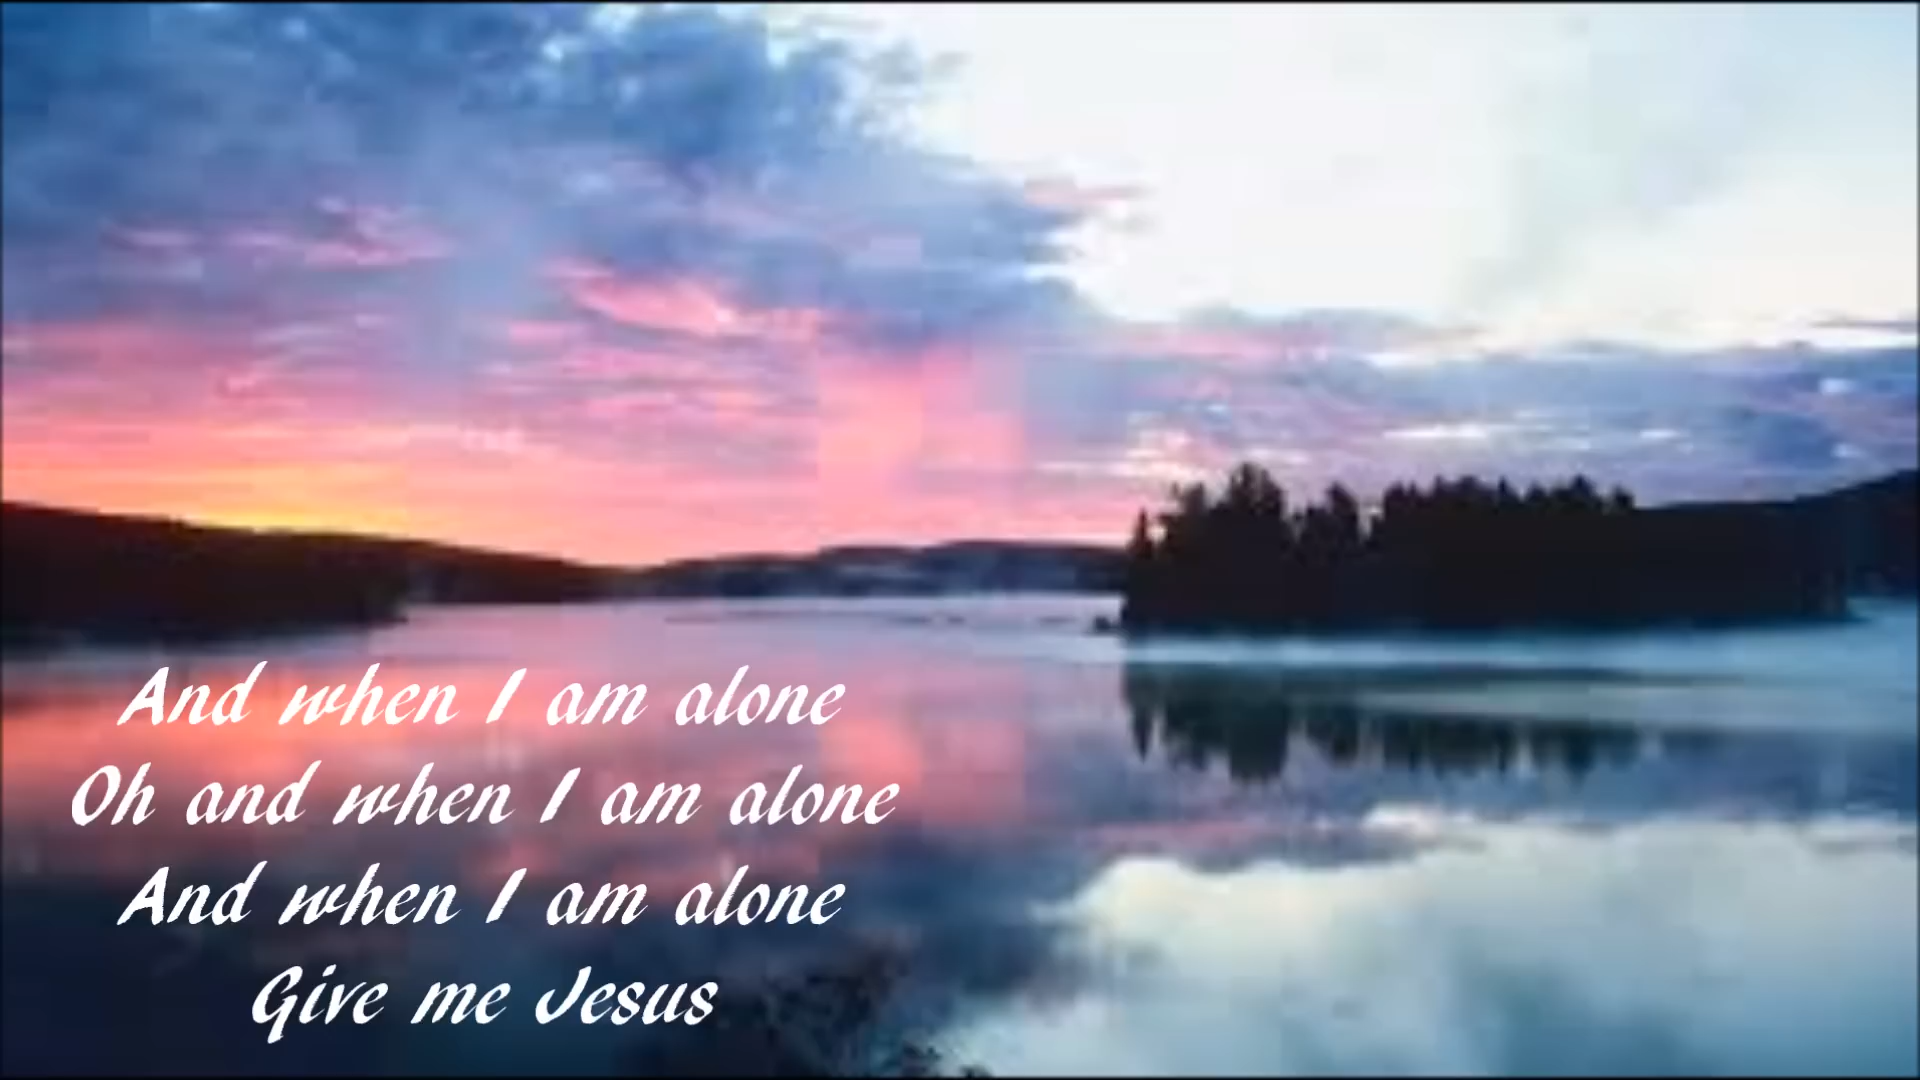 And when I am alone
Oh and when I am alone
And when I am alone
Give me Jesus